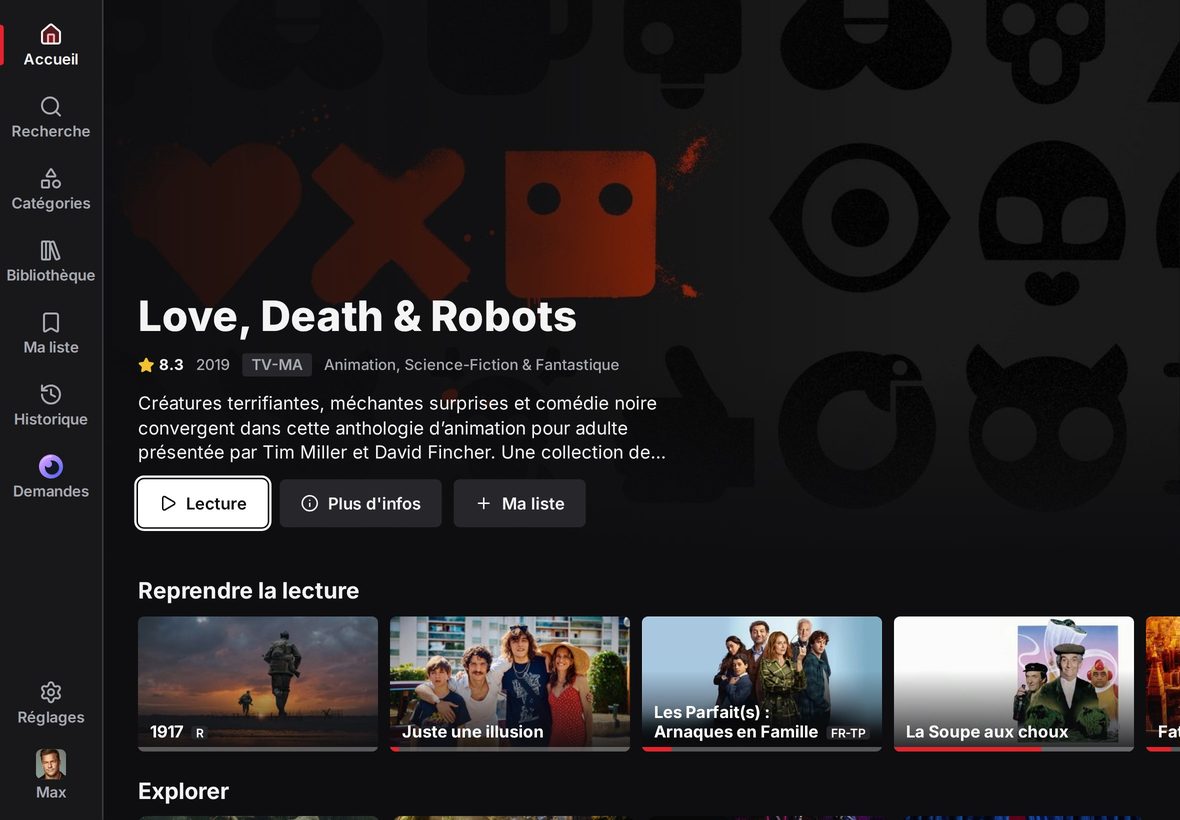 Accueil
Recherche
Catégories
Bibliothèque
Ma liste
Historique
Demandes
Réglages
Max
Love, Death & Robots
8.3 2019 TV-MA Animation, Science-Fiction & Fantastique
Créatures terrifiantes, méchantes surprises et comédie noire
convergent dans cette anthologie d’animation pour adulte
présentée par Tim Miller et David Fincher. Une collection de...
Lecture Plus d'infos Ma liste
Reprendre la lecture
1917 R
Juste une illusion
Les Parfait(s) :
Arnaques en Famille FR-TP
La Soupe aux choux
Fat
Explorer